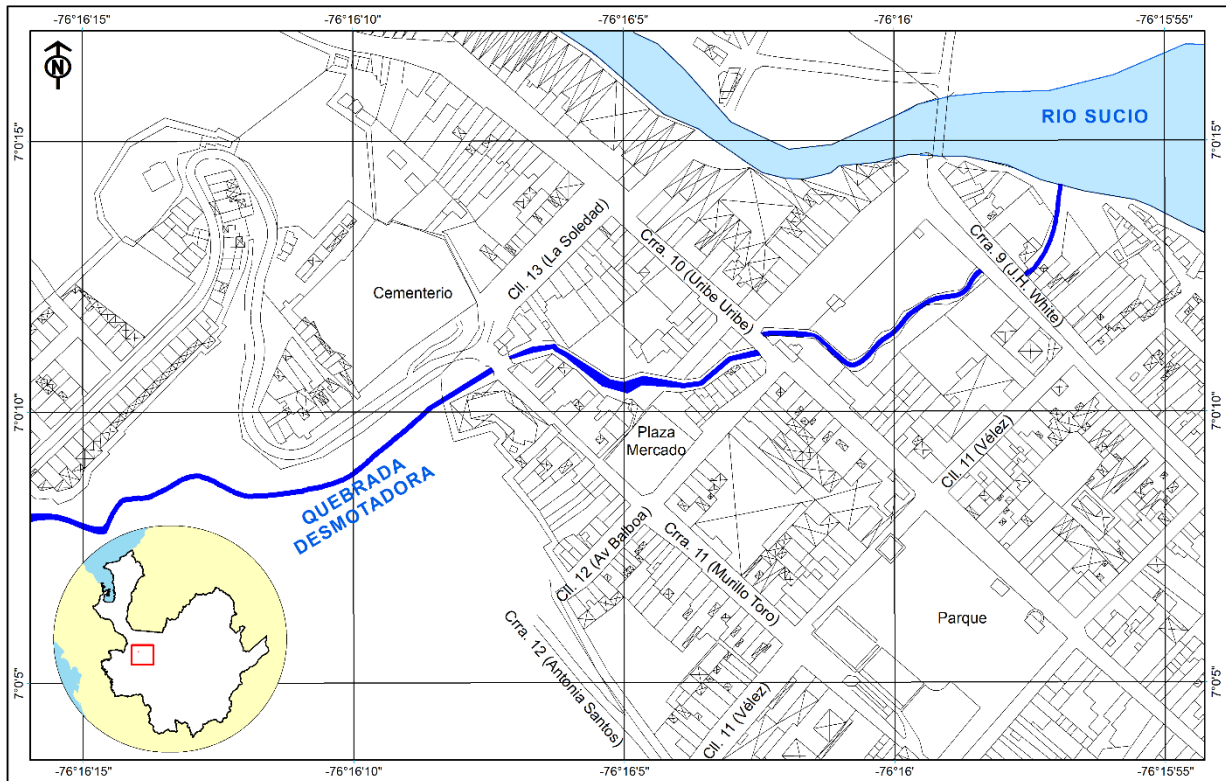 -76°16'15"
-76°16'10"
-76°16'5"
-76°16'
-76°15'55"
N
RIO SUCIO
7°0'15"
7°0'15"
Cll. 13 (La Soledad)
Crra. 10 (Uribe Uribe)
Crra. 9 (J.H. White)
Cementerio
7°0'10"
7°0'10"
Plaza
Mercado
Cll. 11 (Vélez)
QUEBRADA
DESMOTADORA
Cll. 12 (Av Balboa)
Crra. 11 (Murillo Toro)
Crra. 12 (Antonia Santos)
Parque
Cll. 11 (Vélez)
7°0'5"
7°0'5"
-76°16'15"
-76°16'10"
-76°16'5"
-76°16'
-76°15'55"